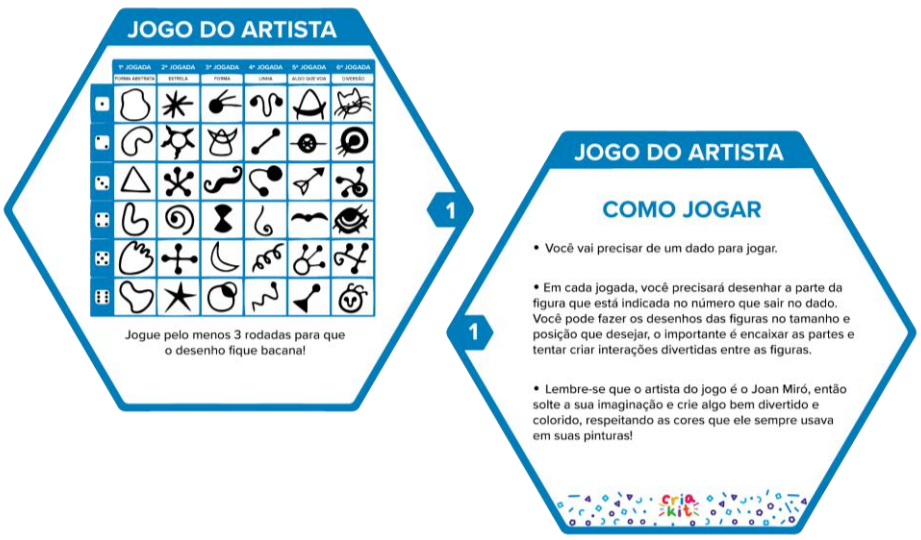 JOGO DO ARTISTA
1ª JOGADA 2ª JOGADA 3ª JOGADA 4ª JOGADA 5ª JOGADA 6ª JOGADA
FORMA ABSTRATA ESTRELA FORMA LINHA ALGO QUE VOA DIVERSÃO
1
Jogue pelo menos 3 rodadas para que
o desenho fique bacana!
JOGO DO ARTISTA
COMO JOGAR
• Você vai precisar de um dado para jogar.
• Em cada jogada, você precisará desenhar a parte da
figura que está indicada no número que sair no dado.
Você pode fazer os desenhos das figuras no tamanho e
posição que desejar, o importante é encaixar as partes e
tentar criar interações divertidas entre as figuras.
1
• Lembre-se que o artista do jogo é o Joan Miró, então
solte a sua imaginação e crie algo bem divertido e
colorido, respeitando as cores que ele sempre usava
em suas pinturas!
cria
kit